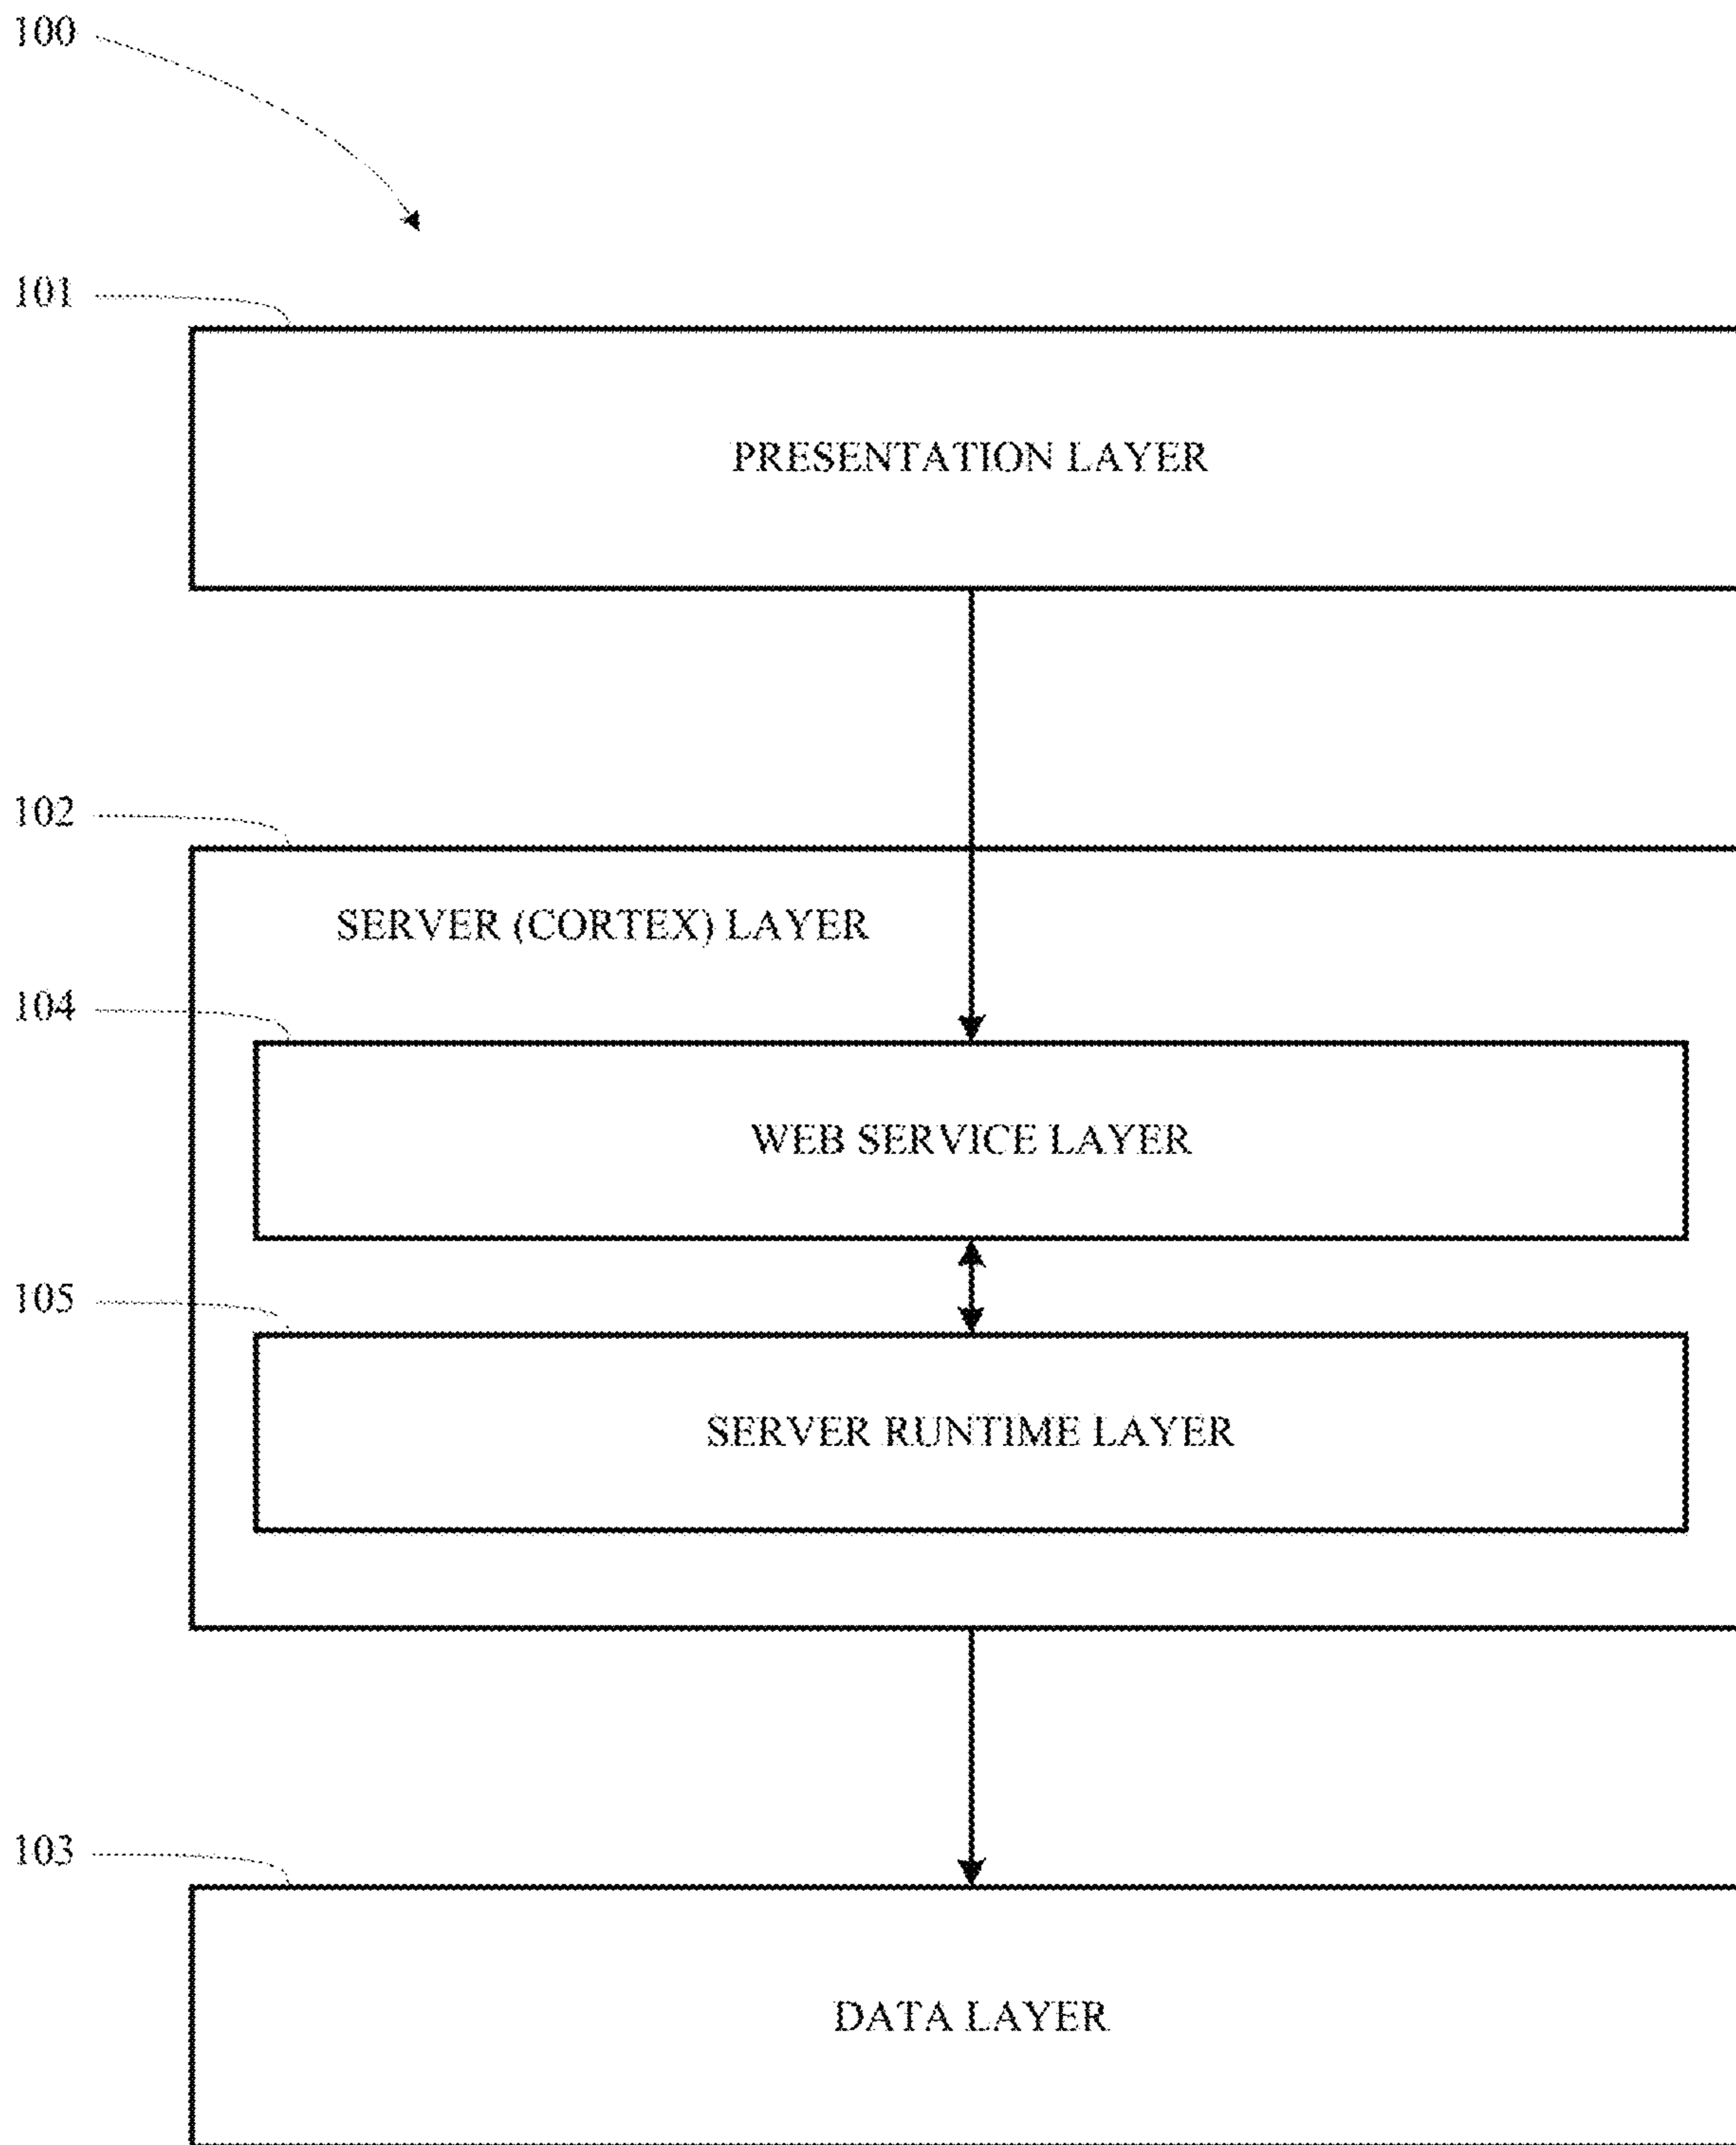 100
101
PRESENTATION LAYER
102
SERVER (CORTEX) LAYER
104
WEB SERVICE LAYER
105
SERVER RUNTIME LAYER
103
DATA LAYER